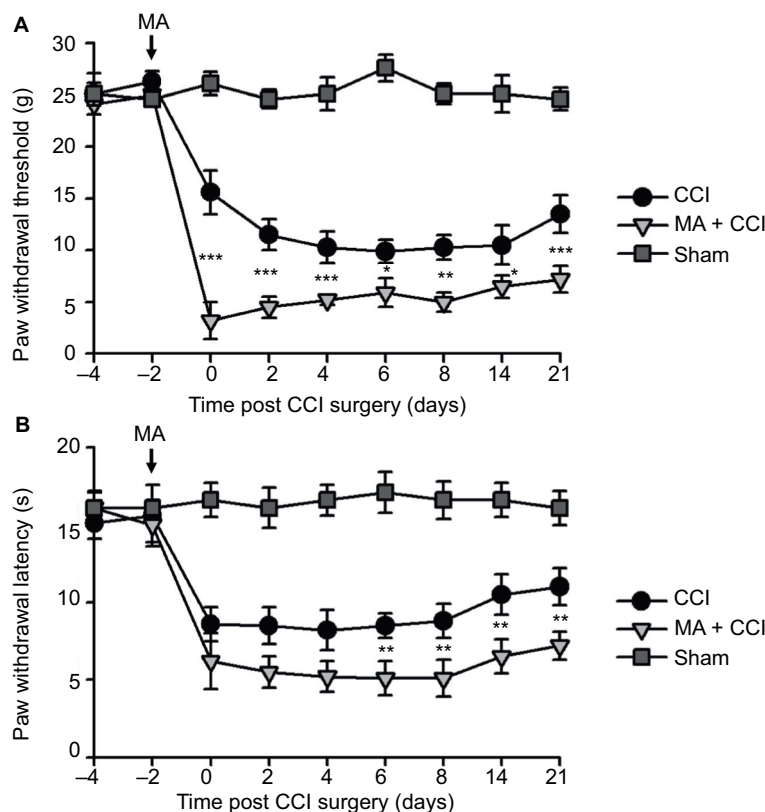 A
MA
Paw withdrawal threshold (g)
30
25
20
15
10
5
0
*** *** *** * ** * ***
–4 –2 0 2 4 6 8 14 21
Time post CCI surgery (days)
CCI
MA + CCI
Sham
B
MA
Paw withdrawal latency (s)
20
15
10
5
0
** ** ** **
–4 –2 0 2 4 6 8 14 21
Time post CCI surgery (days)
CCI
MA + CCI
Sham